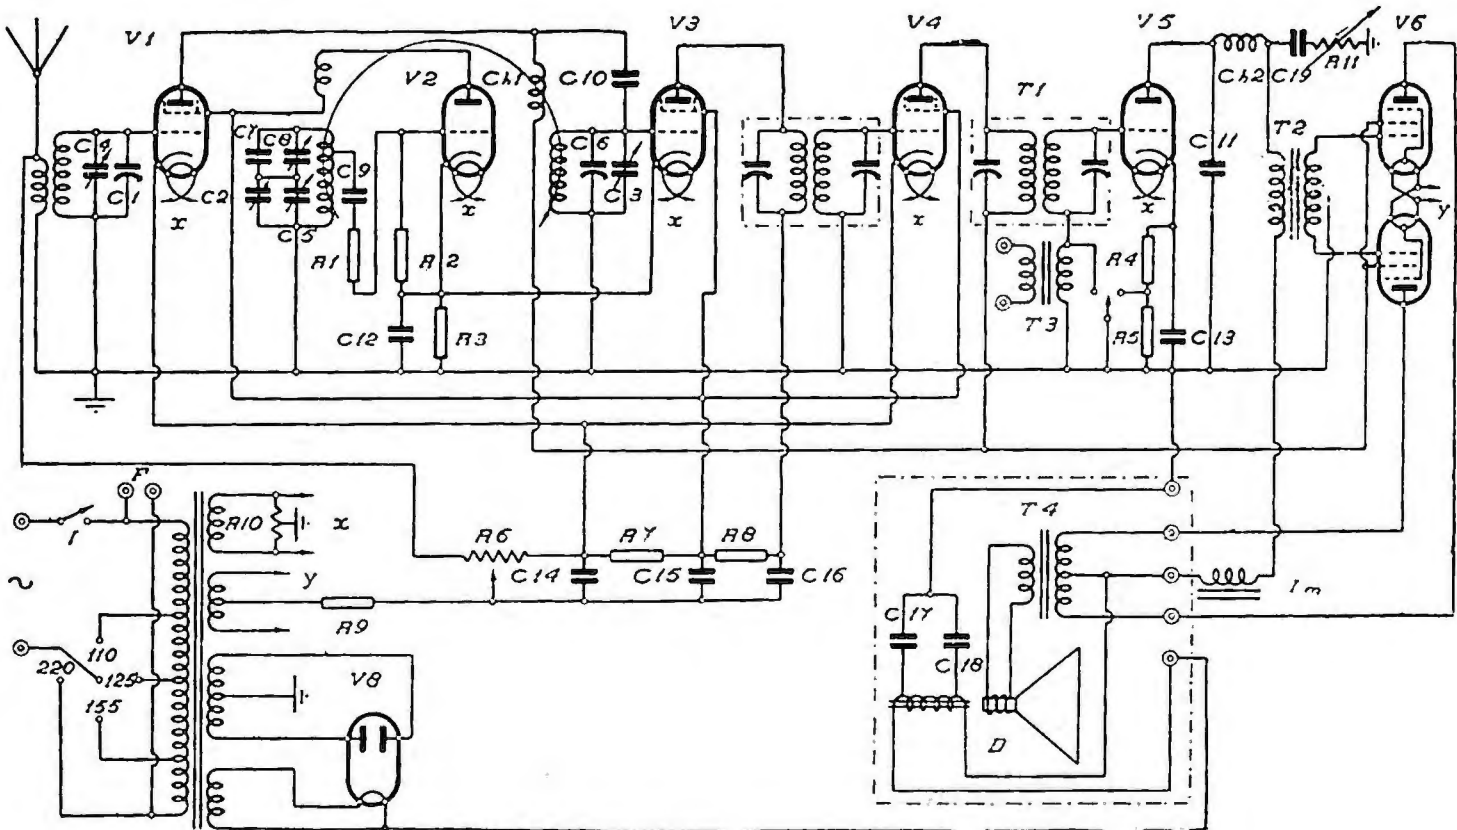 V1
V2
Ch1
C10
V3
V4
T1
V5
Ch2
C19
R11
V6
C4
C1
x
C2
C7
C8
C5
C9
R1
R2
x
C6
C3
x
x
x
C11
T2
y
C12
R3
T3
R4
R5
C13
F
I
R10
x
~
y
R9
R6
R7
R8
C14
C15
C16
T4
Im
C17
C18
D
110
220
125
155
V8